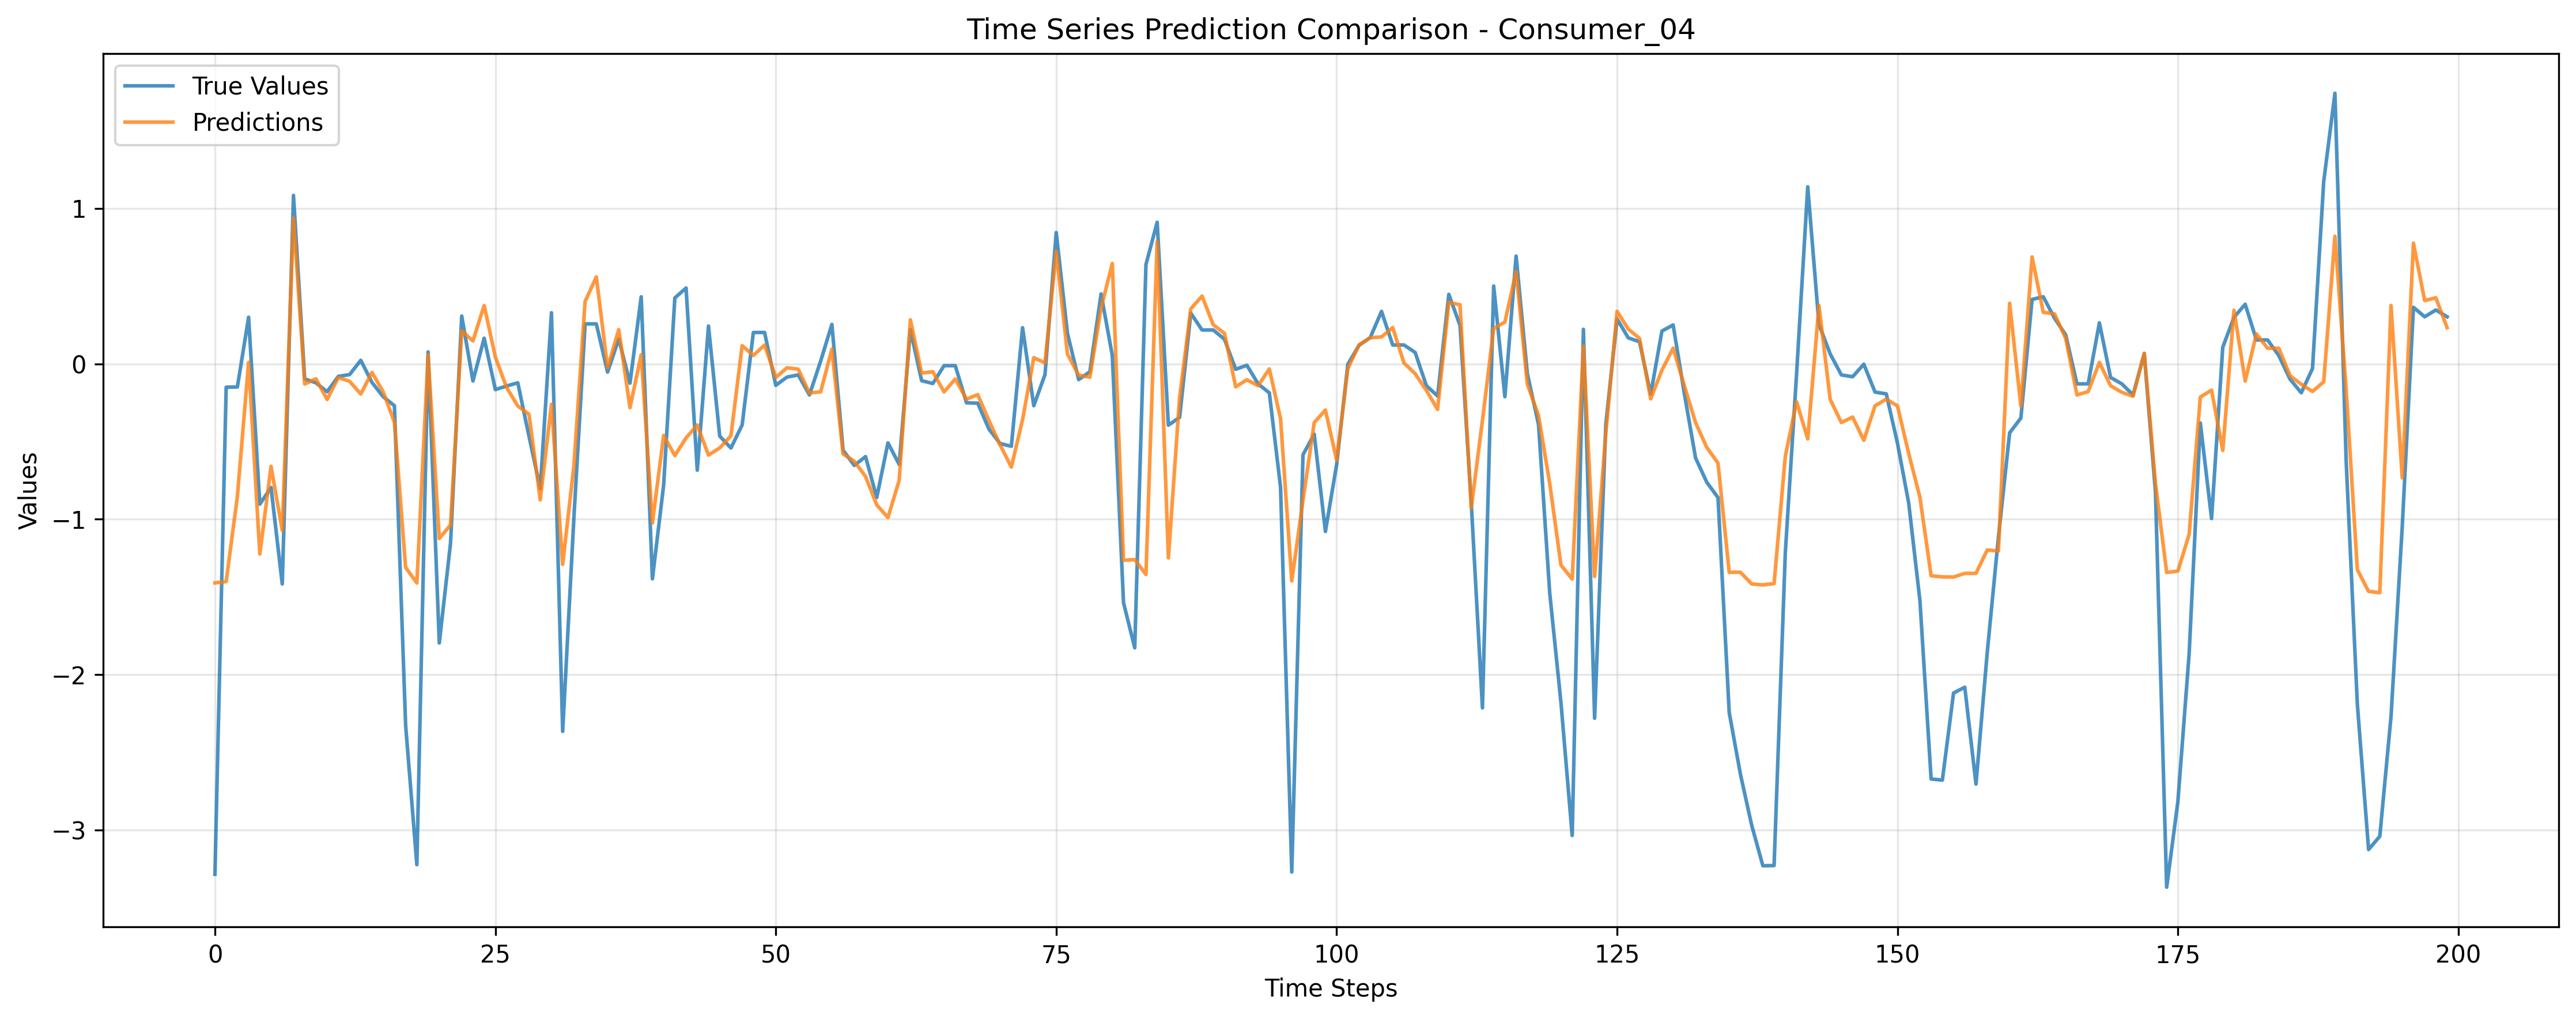 Time Series Prediction Comparison - Consumer_04
True Values
Predictions
Values
1
0
−1
−2
−3
0 25 50 75 100 125 150 175 200
Time Steps